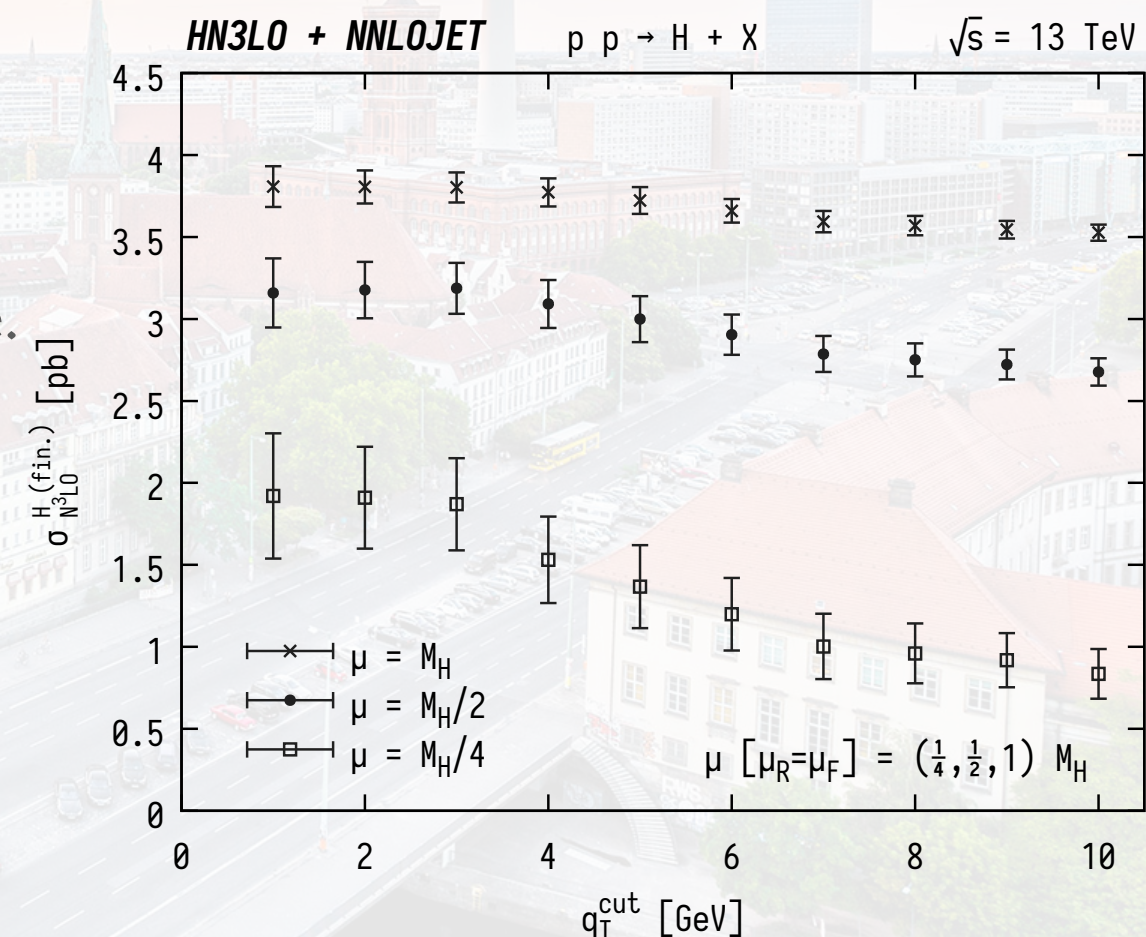 HN3LO + NNLOJET p p → H + X √s = 13 TeV
4.5
4
3.5
3
2.5
2
1.5
1
0.5
0
σ^H (fin.)_N³LO [pb]
μ = M_H
μ = M_H/2
μ = M_H/4
μ [μ_R=μ_F] = (¼,½,1) M_H
0 2 4 6 8 10
q_T^cut [GeV]